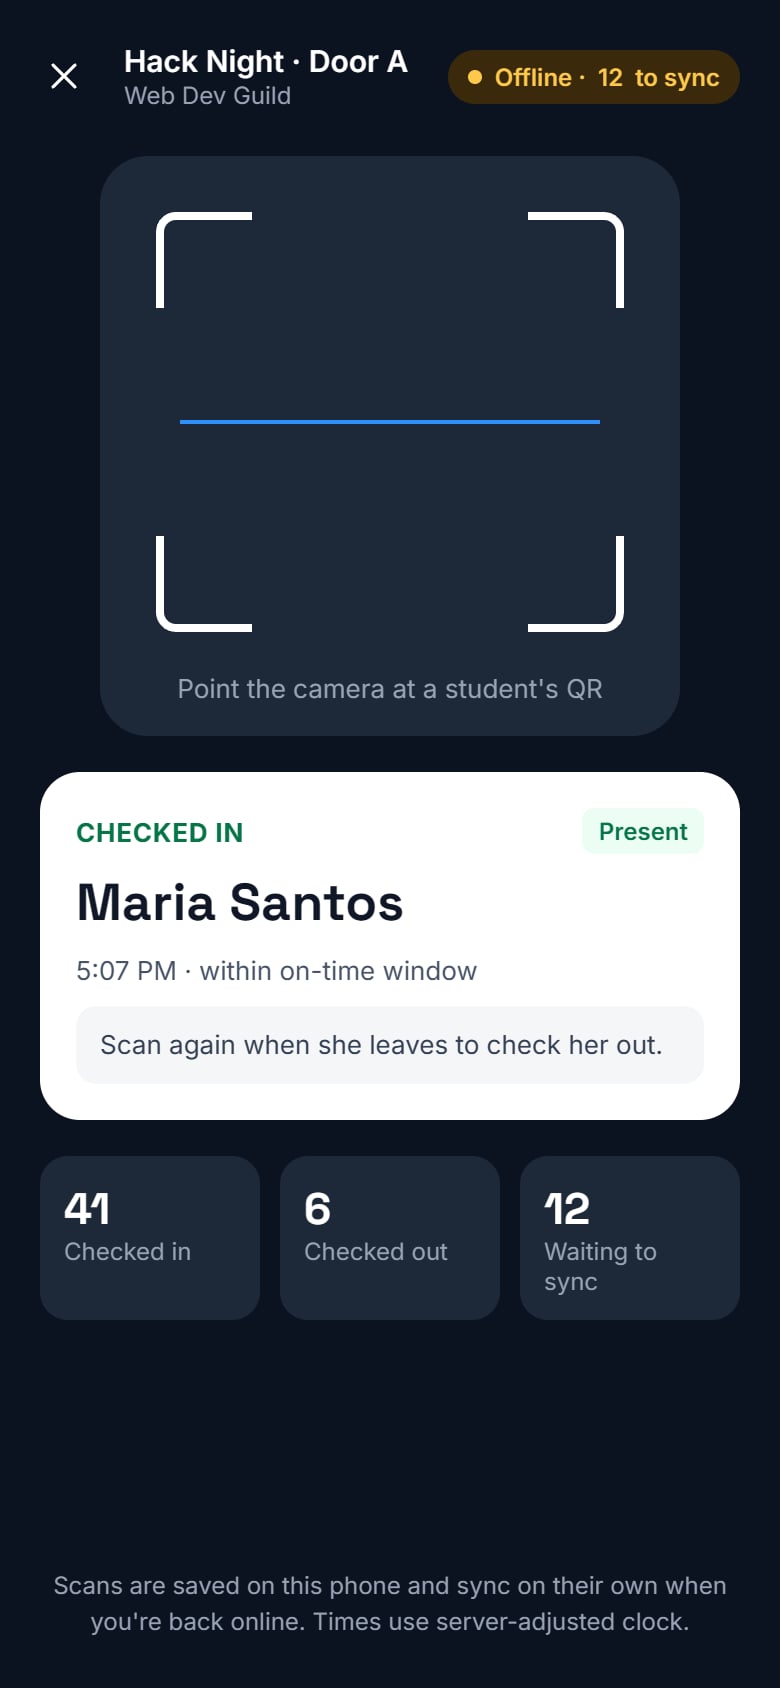 Hack Night · Door A
Web Dev Guild
Offline · 12 to sync
Point the camera at a student's QR
CHECKED IN
Present
Maria Santos
5:07 PM · within on-time window
Scan again when she leaves to check her out.
41
Checked in
6
Checked out
12
Waiting to
sync
Scans are saved on this phone and sync on their own when
you're back online. Times use server-adjusted clock.